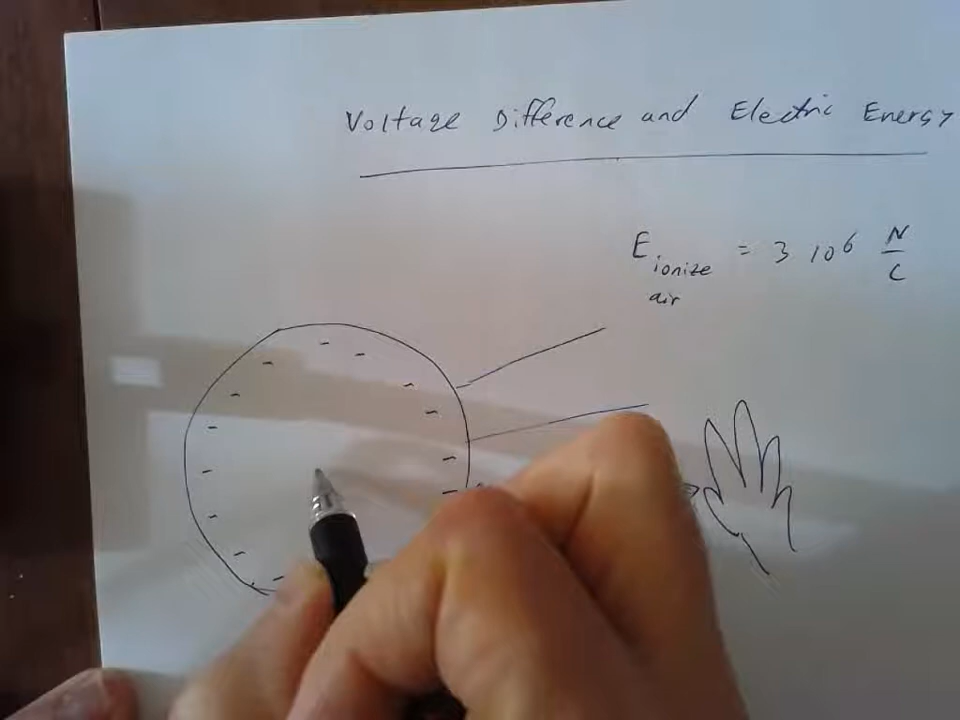 Voltage Difference and Electric Energy
E ionize air = 3 10^6 N/C